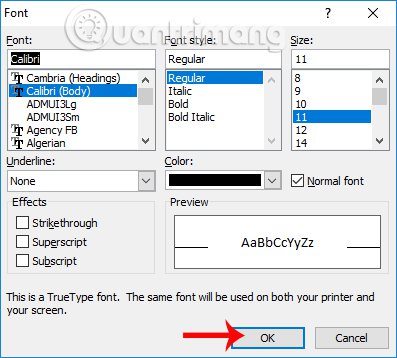 Font
Quantrimang
Font: Font style: Size:
Calibri Regular 11
Cambria (Headings) Regular 8
Calibri (Body) Italic 9
ADMUI3Lg Bold 10
ADMUI3Sm Bold Italic 11
Agency FB 12
Algerian 14
Underline: Color:
None Normal font
Effects Preview
Strikethrough
Superscript AaBbCcYyZz
Subscript
This is a TrueType font. The same font will be used on both your printer and
your screen.
OK Cancel